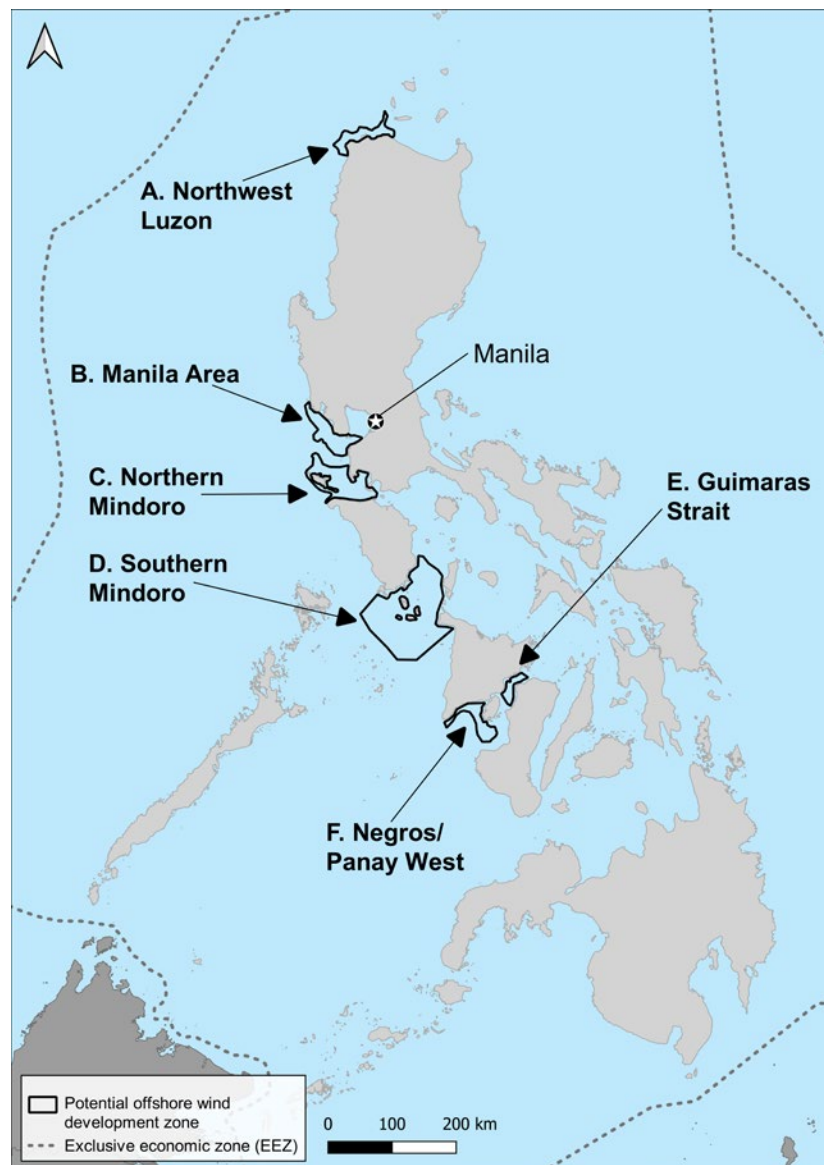 A. Northwest
Luzon
B. Manila Area
Manila
C. Northern
Mindoro
E. Guimaras
Strait
D. Southern
Mindoro
F. Negros/
Panay West
Potential offshore wind
development zone
Exclusive economic zone (EEZ)
0 100 200 km